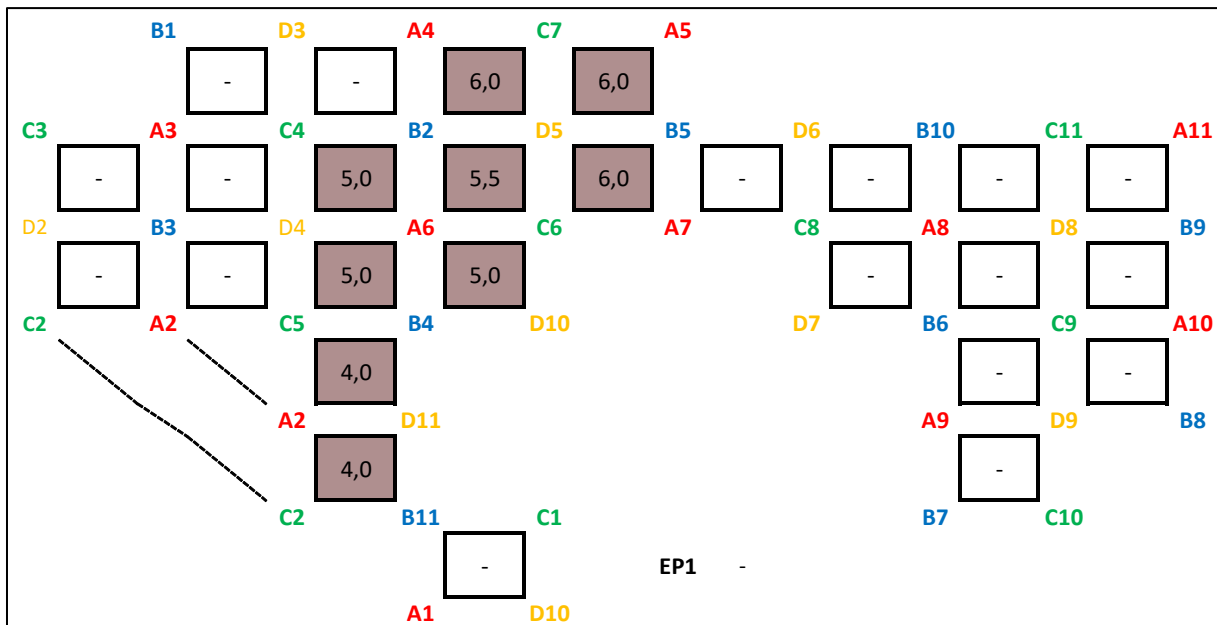 B1 D3 A4 C7 A5
- - 6,0 6,0
C3 A3 C4 B2 D5 B5 D6 B10 C11 A11
- - 5,0 5,5 6,0 - - - -
D2 B3 D4 A6 C6 A7 C8 A8 D8 B9
- - 5,0 5,0 - - -
C2 A2 C5 B4 D10 D7 B6 C9 A10
4,0 - -
A2 D11 A9 D9 B8
4,0 -
C2 B11 C1 B7 C10
- EP1 -
A1 D10